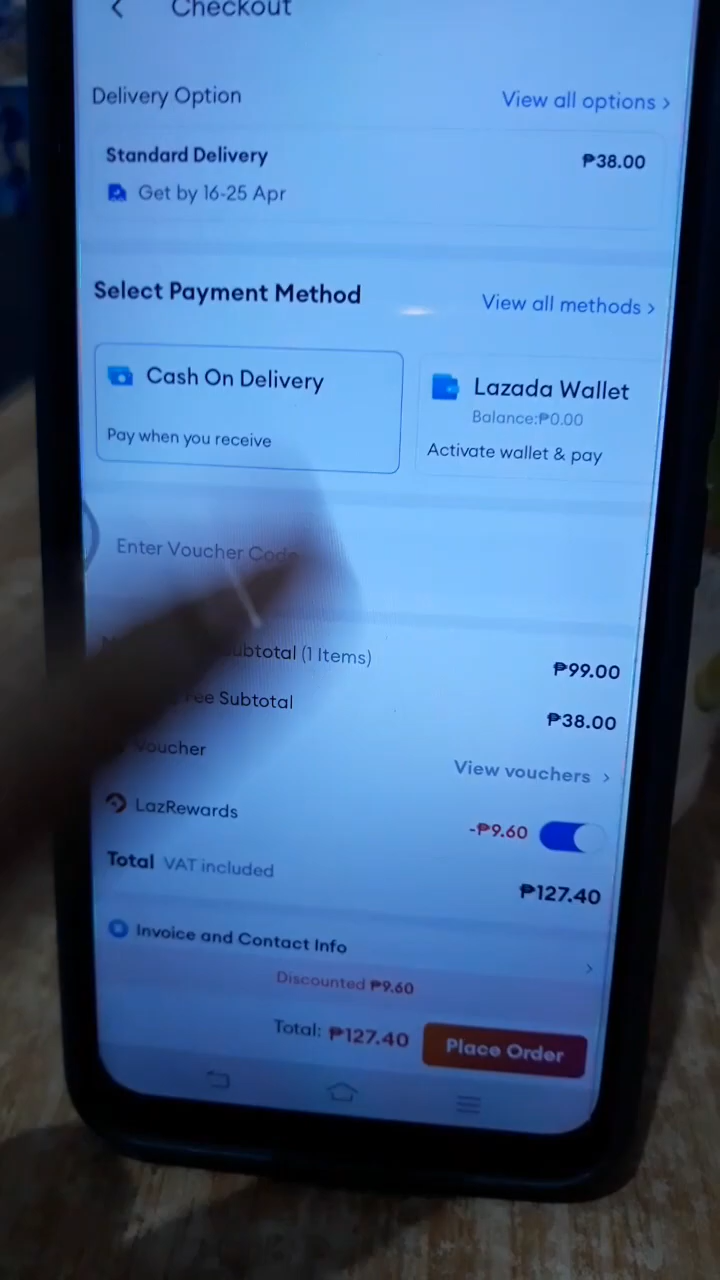 Checkout
Delivery Option
View all options >
Standard Delivery
₱38.00
Get by 16-25 Apr
Select Payment Method
View all methods >
Cash On Delivery
Pay when you receive
Lazada Wallet
Balance:₱0.00
Activate wallet & pay
Enter Voucher Code
ubtotal (1 Items)
₱99.00
ee Subtotal
₱38.00
Voucher
View vouchers >
LazRewards
-₱9.60
Total VAT included
₱127.40
Invoice and Contact Info >
Discounted ₱9.60
Total: ₱127.40
Place Order